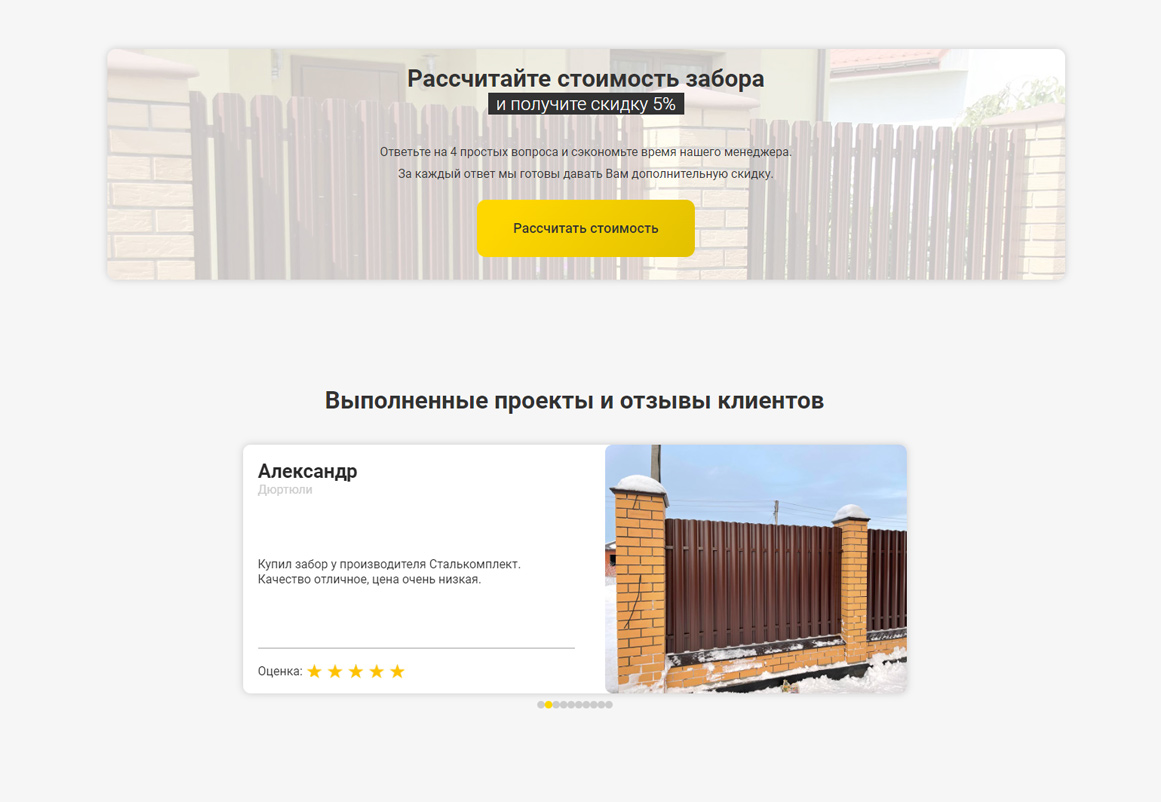 Рассчитайте стоимость забора
и получите скидку 5%
Ответьте на 4 простых вопроса и сэкономьте время нашего менеджера.
За каждый ответ мы готовы давать Вам дополнительную скидку.
Рассчитать стоимость
Выполненные проекты и отзывы клиентов
Александр
Дюртюли
Купил забор у производителя Сталькомплект.
Качество отличное, цена очень низкая.
Оценка: